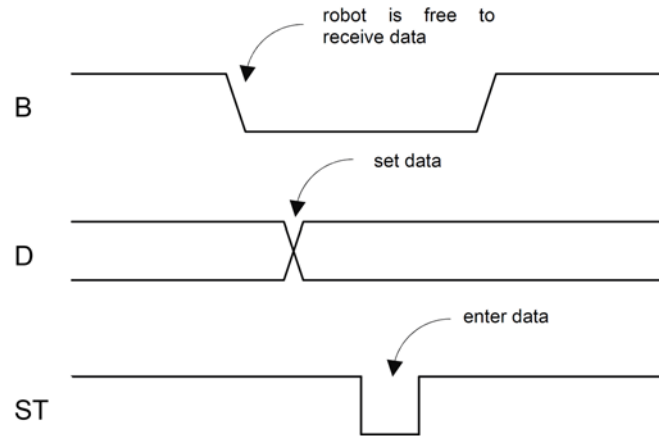 robot is free to
receive data
B
set data
D
enter data
ST